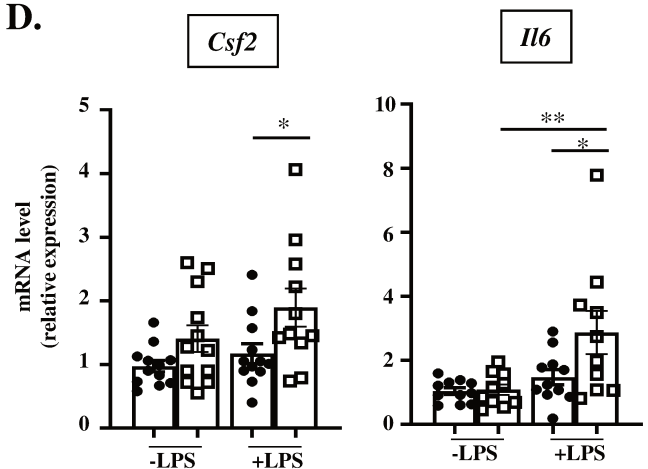 D.
Csf2
Il6
mRNA level
(relative expression)
5
4
3
2
1
0
*
-LPS
+LPS
10
8
6
4
2
0
**
*
-LPS
+LPS